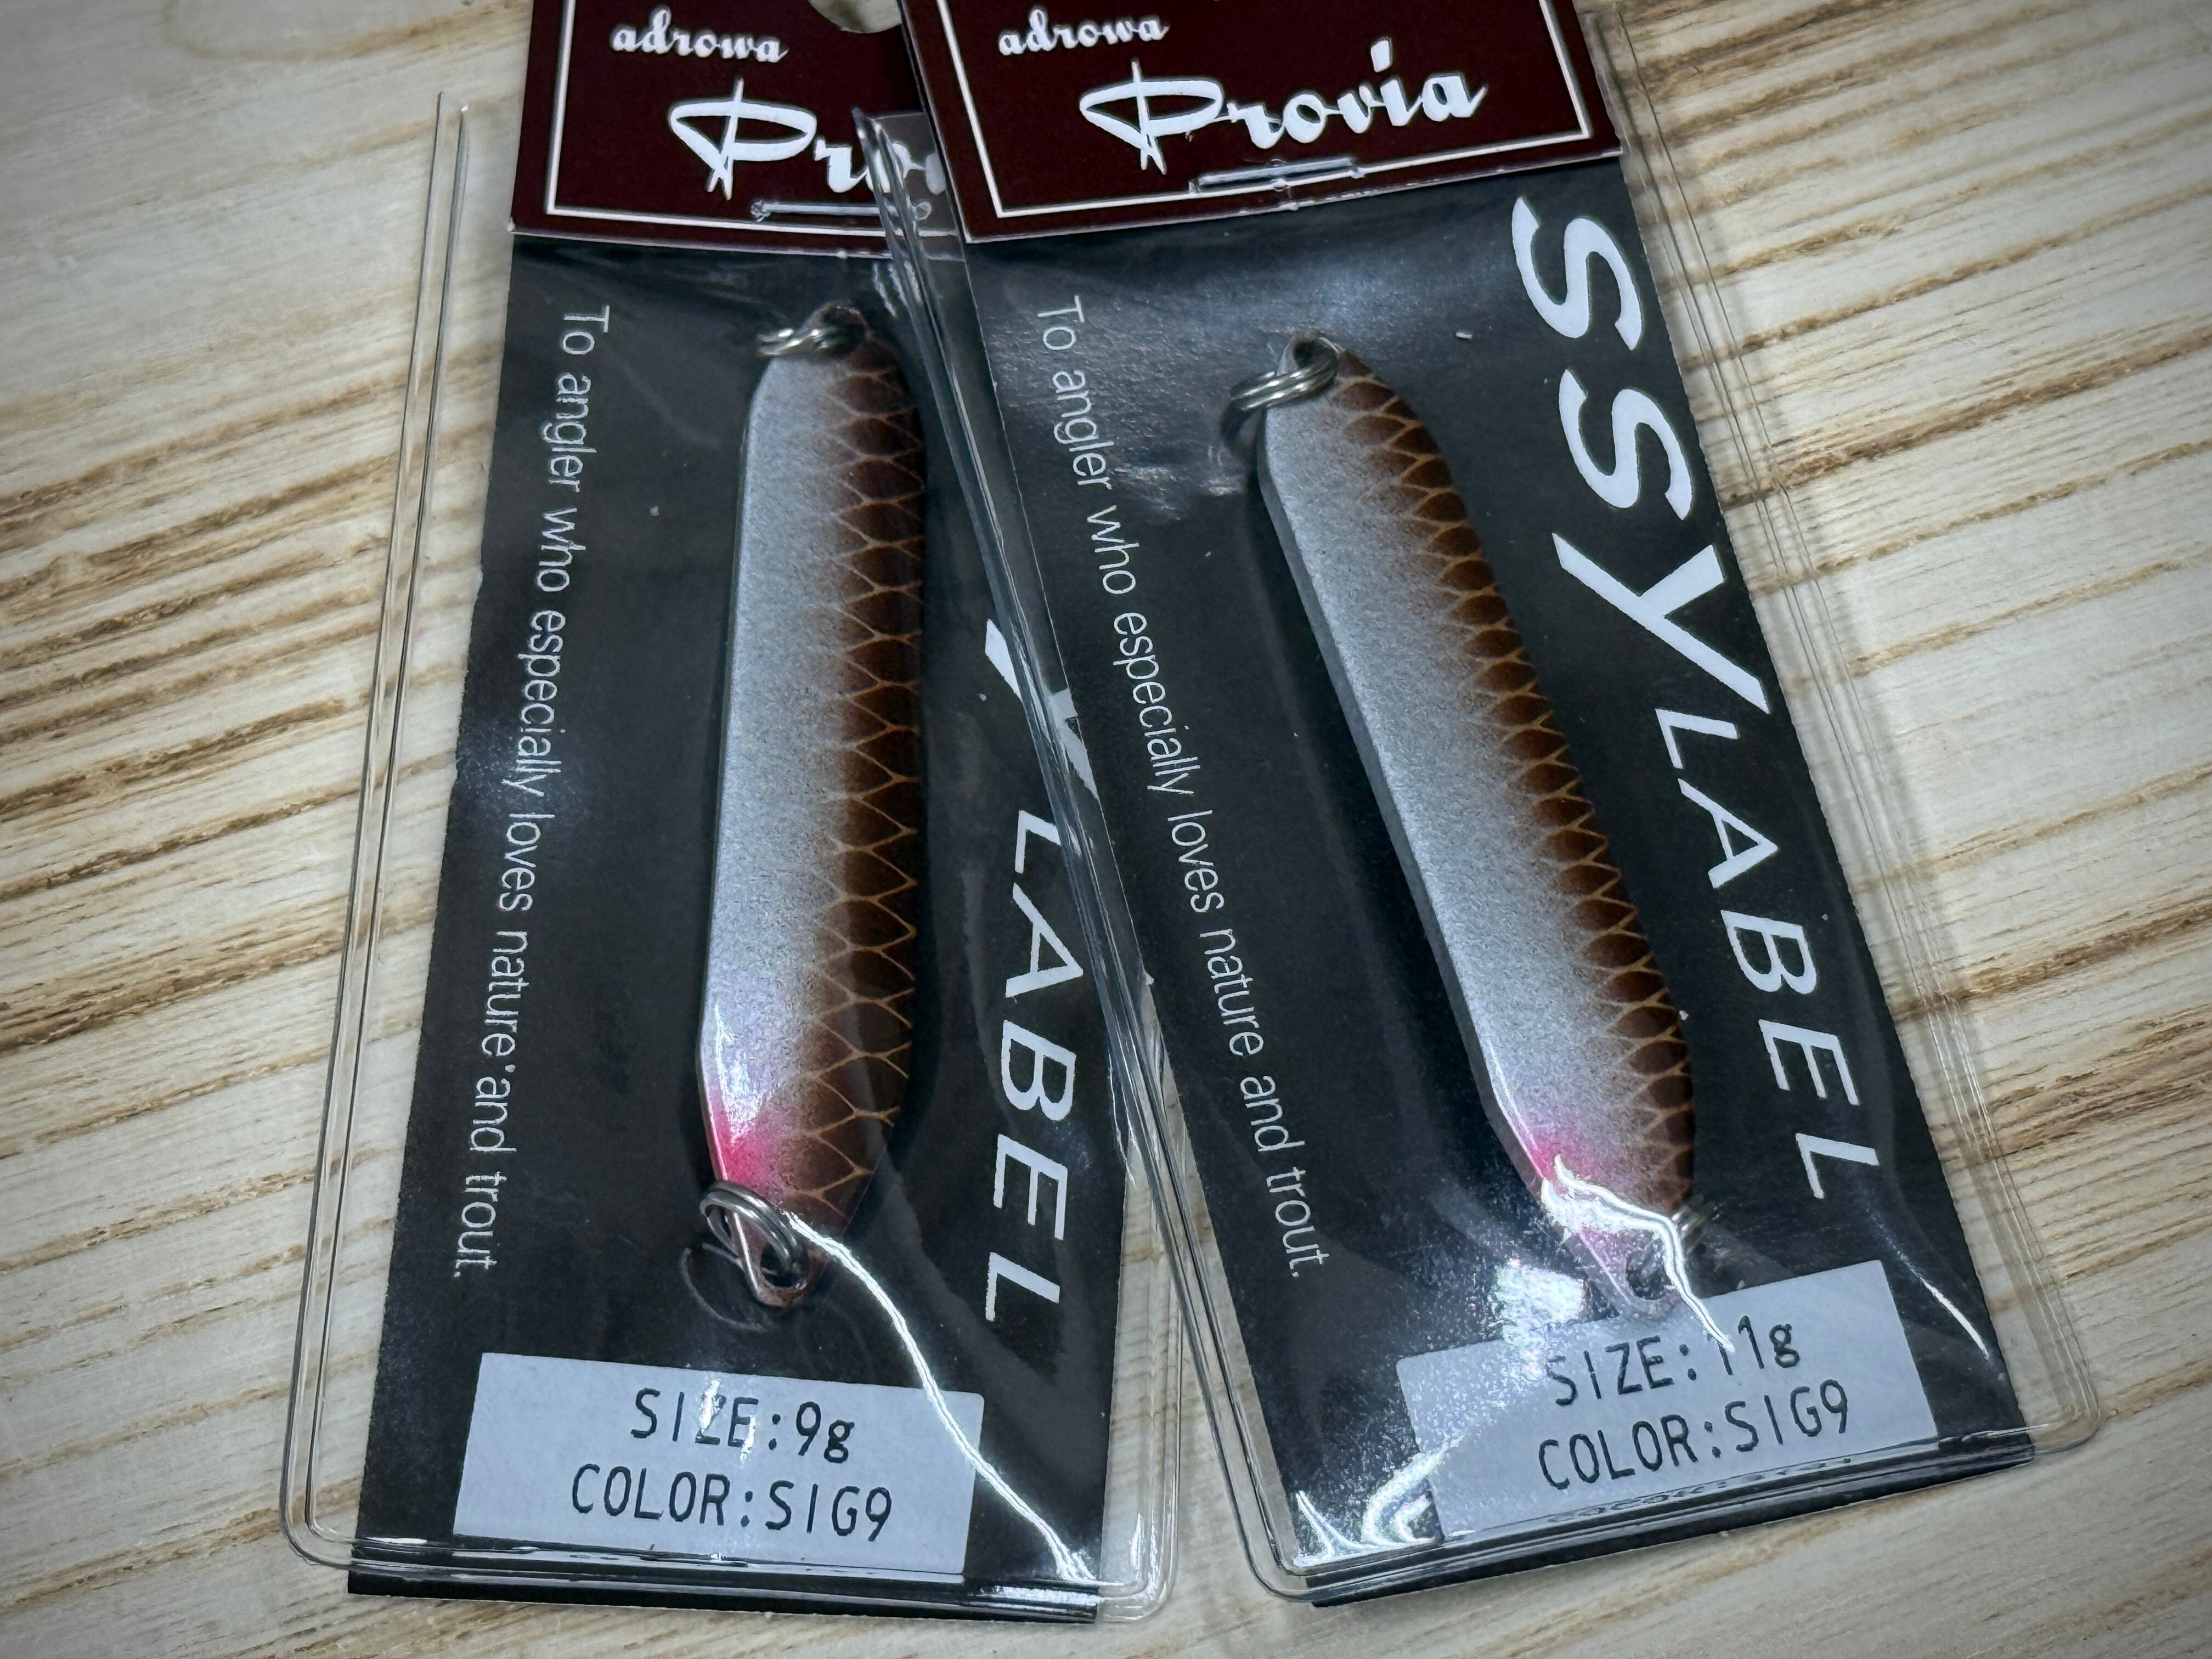 adrowa
Pro
To angler who especially loves nature and trout.
Y LABEL
SIZE:9g
COLOR:SIG9
adrowa
Provia
To angler who especially loves nature and trout.
SSYLABEL
SIZE:11g
COLOR:SIG9